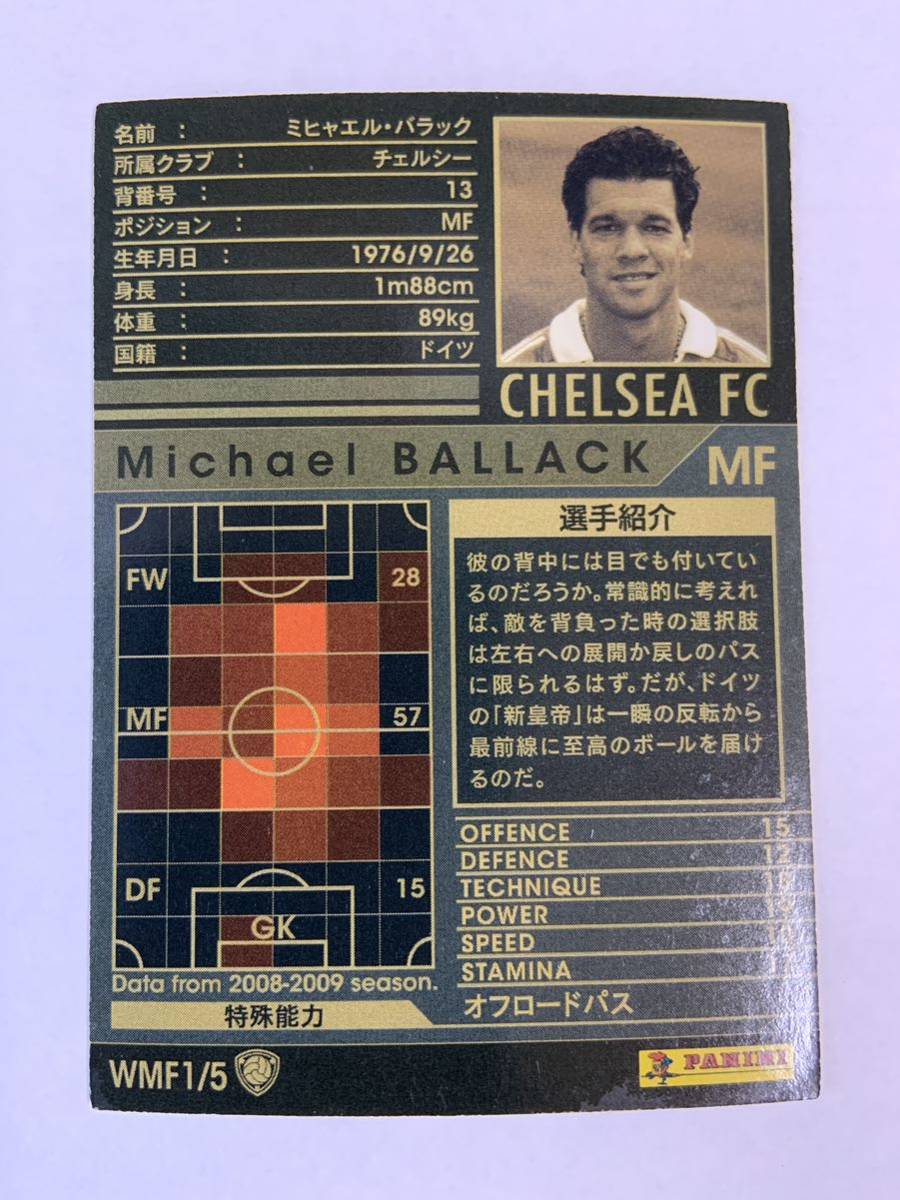 名前 : ミヒャエル・バラック
所属クラブ : チェルシー
背番号 : 13
ポジション : MF
生年月日 : 1976/9/26
身長 : 1m88cm
体重 : 89kg
国籍 : ドイツ
CHELSEA FC
Michael BALLACK
MF
FW 28
MF 57
DF 15
GK
Data from 2008-2009 season.
選手紹介
彼の背中には目でも付いてい
るのだろうか。常識的に考えれ
ば、敵を背負った時の選択肢
は左右への展開か戻しのパス
に限られるはず。だが、ドイツ
の「新皇帝」は一瞬の反転から
最前線に至高のボールを届け
るのだ。
OFFENCE 15
DEFENCE 12
TECHNIQUE
POWER
SPEED
STAMINA
特殊能力
オフロードパス
WMF1/5
PANINI